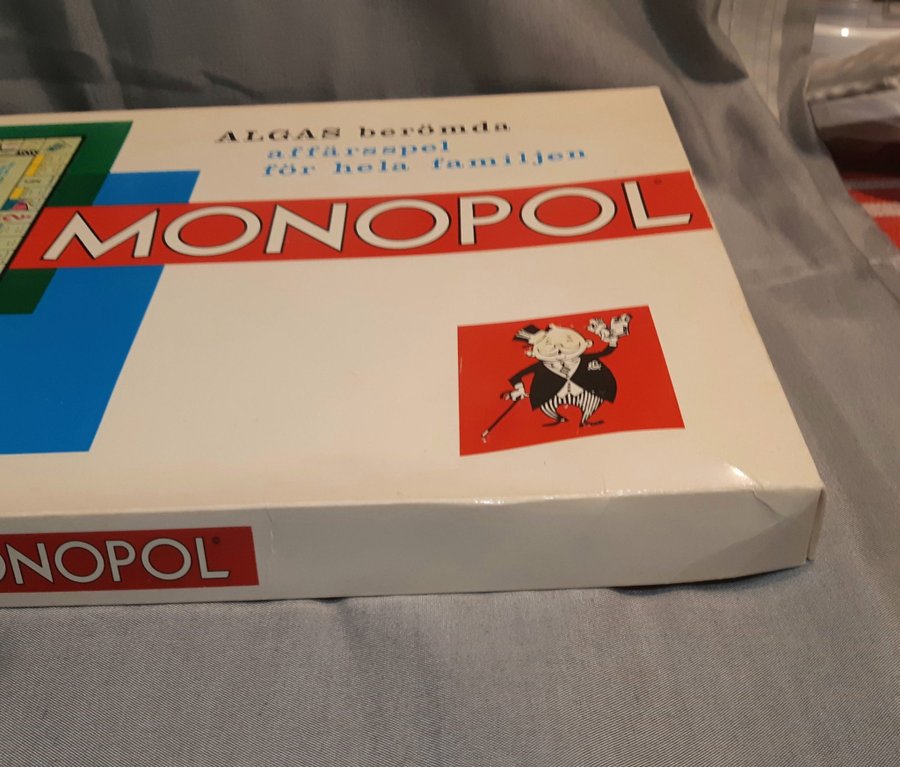 ALGAS berömda
affärsspel
för hela familjen
MONOPOL
ONOPOL